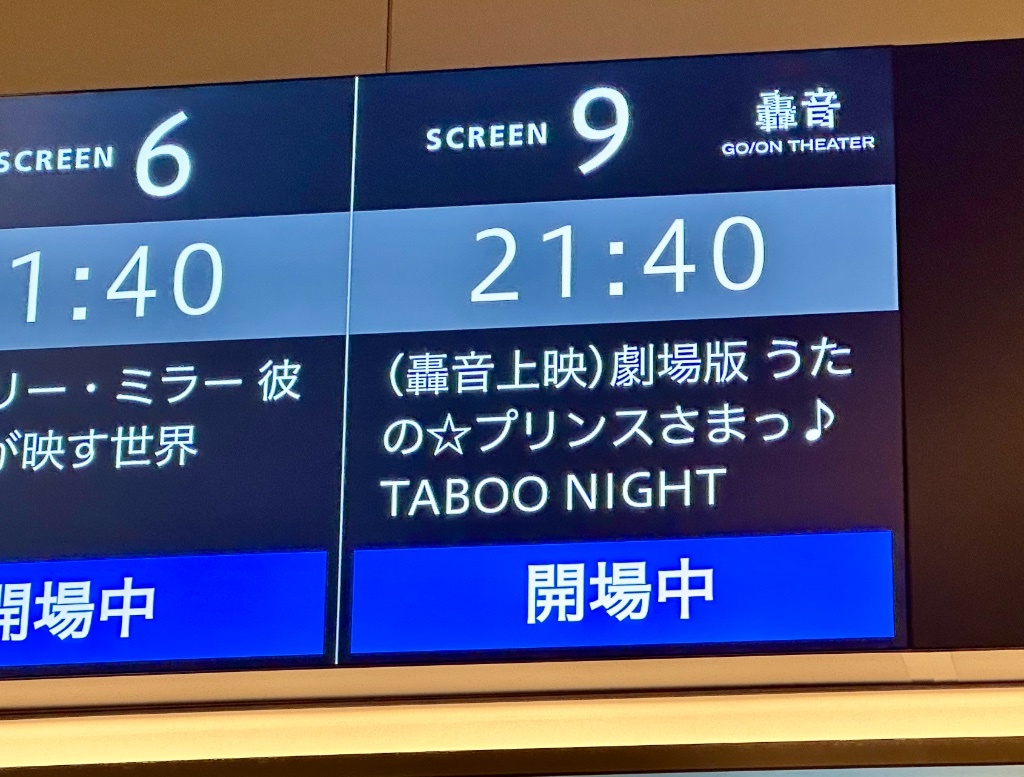 SCREEN 6
1:40
リー・ミラー 彼
が映す世界
開場中
SCREEN 9
轟音
GO/ON THEATER
21:40
(轟音上映)劇場版 うた
の☆プリンスさまっ♪
TABOO NIGHT
開場中